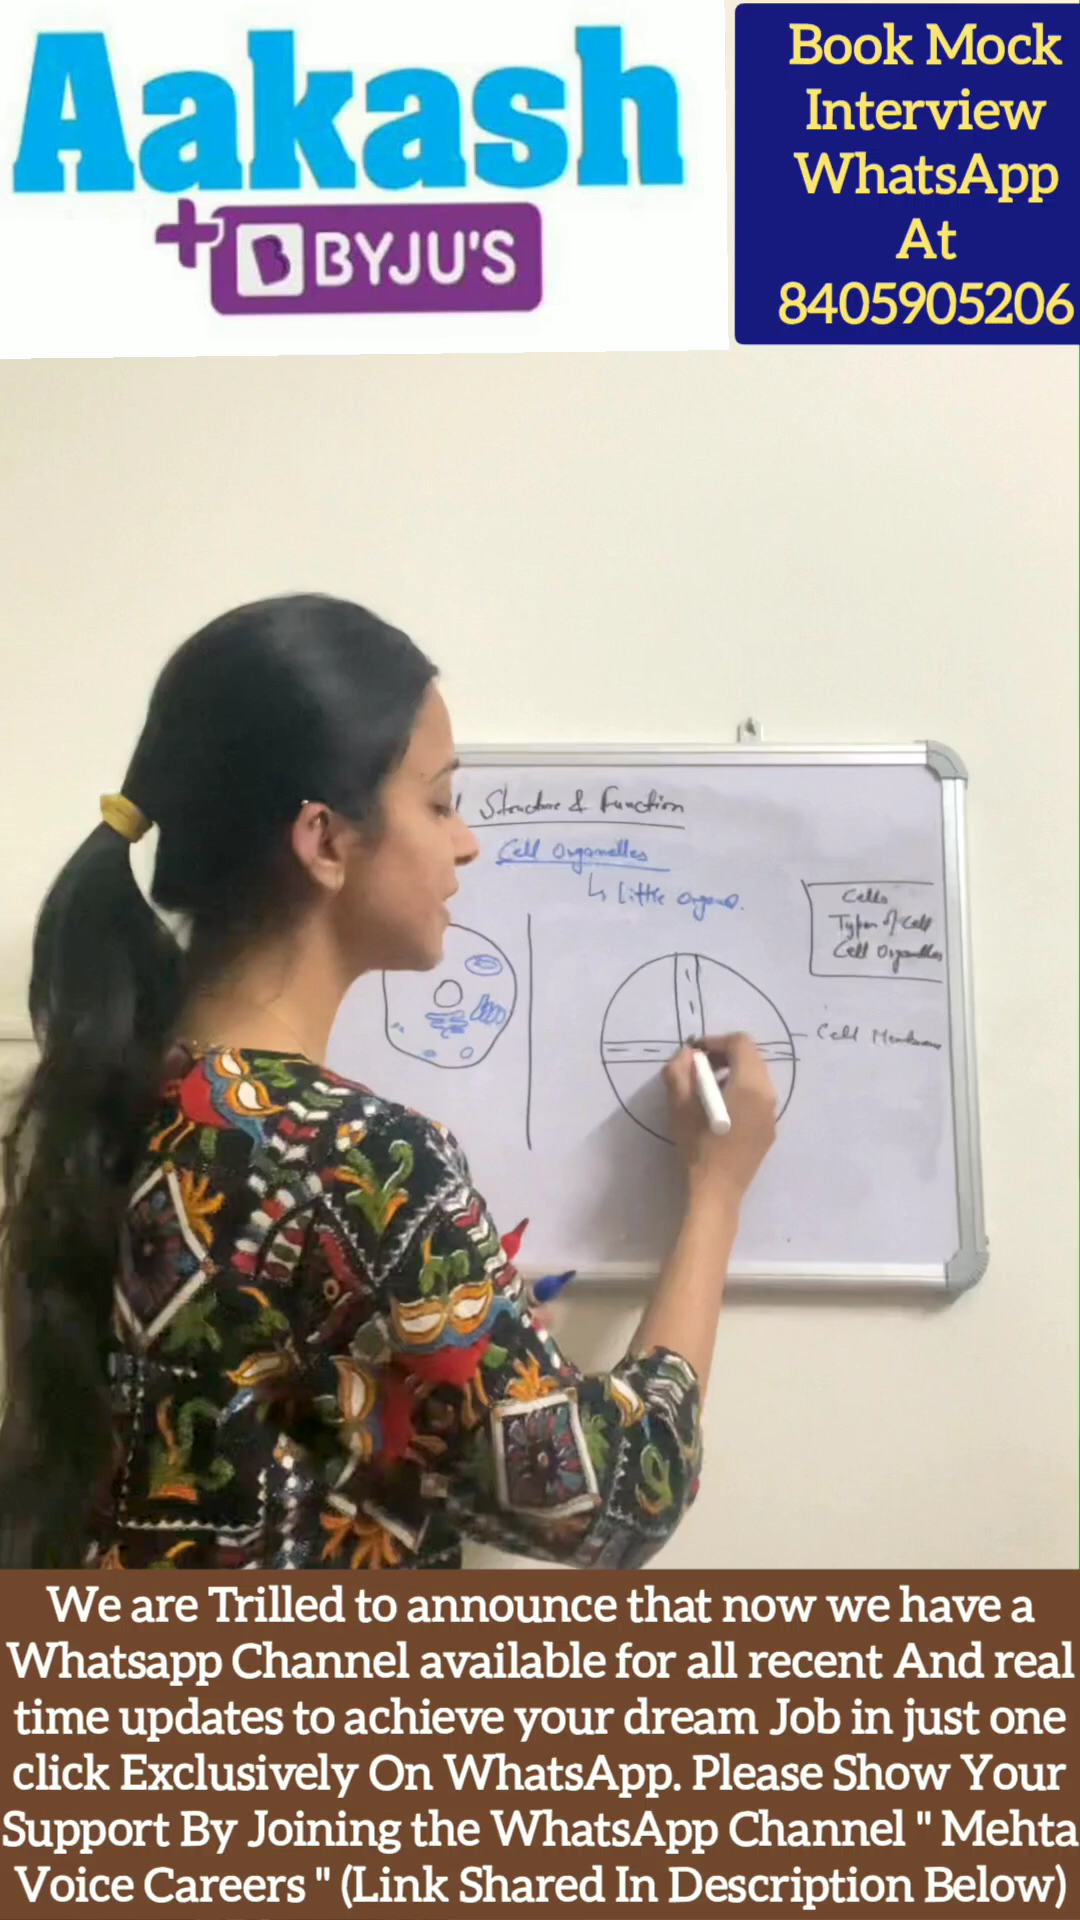 Aakash
+ BYJU'S
Book Mock
Interview
WhatsApp
At
8405905206
Structure & Function
Cell Organelles
↳ Little organs.
Cells
Types of Cell
Cell Organelles
Cell Membrane
We are Trilled to announce that now we have a
Whatsapp Channel available for all recent And real
time updates to achieve your dream Job in just one
click Exclusively On WhatsApp. Please Show Your
Support By Joining the WhatsApp Channel " Mehta
Voice Careers " (Link Shared In Description Below)